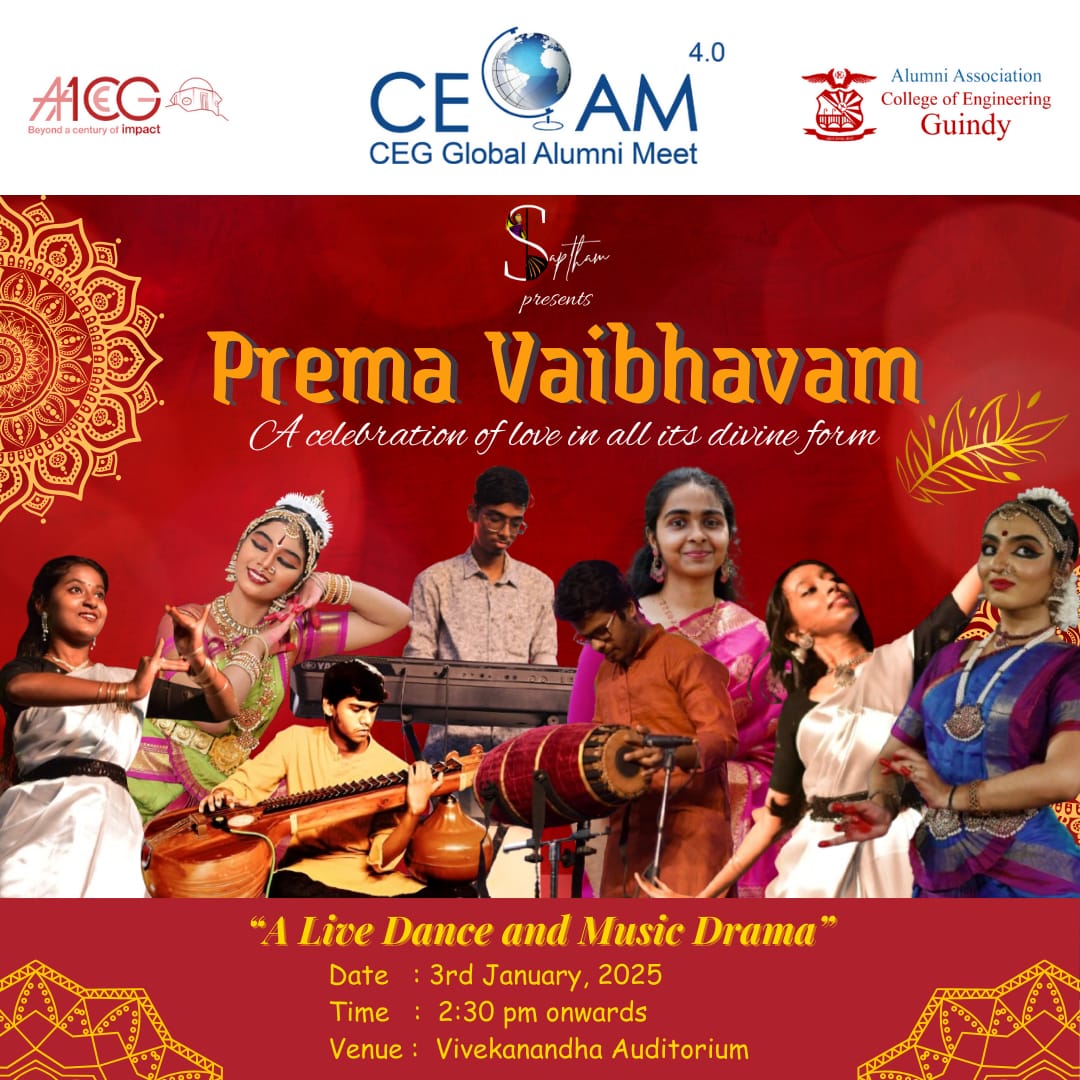 AACEG
Beyond a century of impact
CEGAM 4.0
CEG Global Alumni Meet
Alumni Association
College of Engineering
Guindy
Saptham
presents
Prema Vaibhavam
A celebration of love in all its divine form
“A Live Dance and Music Drama”
Date : 3rd January, 2025
Time : 2:30 pm onwards
Venue : Vivekanandha Auditorium